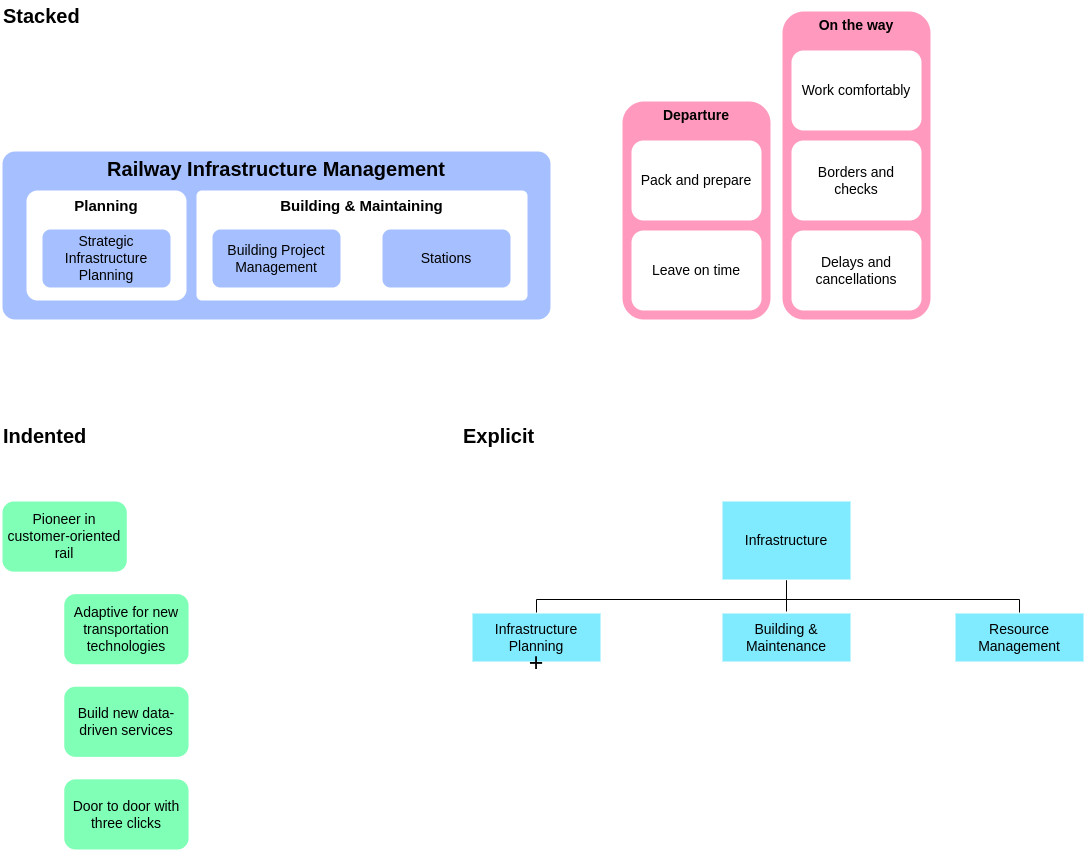 Stacked
Railway Infrastructure Management
Planning
Strategic
Infrastructure
Planning
Building & Maintaining
Building Project
Management
Stations
Departure
Pack and prepare
Leave on time
On the way
Work comfortably
Borders and
checks
Delays and
cancellations
Indented
Pioneer in
customer-oriented
rail
Adaptive for new
transportation
technologies
Build new data-
driven services
Door to door with
three clicks
Explicit
Infrastructure
Infrastructure
Planning
+
Building &
Maintenance
Resource
Management